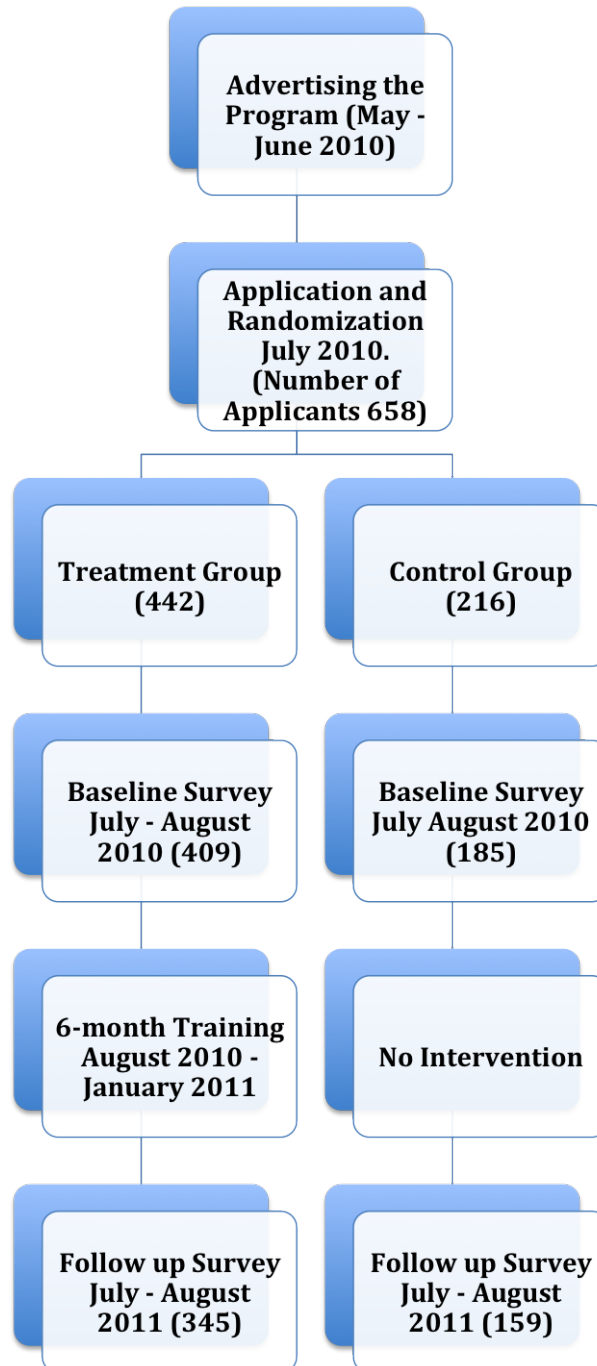 Advertising the
Program (May -
June 2010)
Application and
Randomization
July 2010.
(Number of
Applicants 658)
Treatment Group
(442)
Control Group
(216)
Baseline Survey
July - August
2010 (409)
Baseline Survey
July August 2010
(185)
6-month Training
August 2010 -
January 2011
No Intervention
Follow up Survey
July - August
2011 (345)
Follow up Survey
July - August
2011 (159)